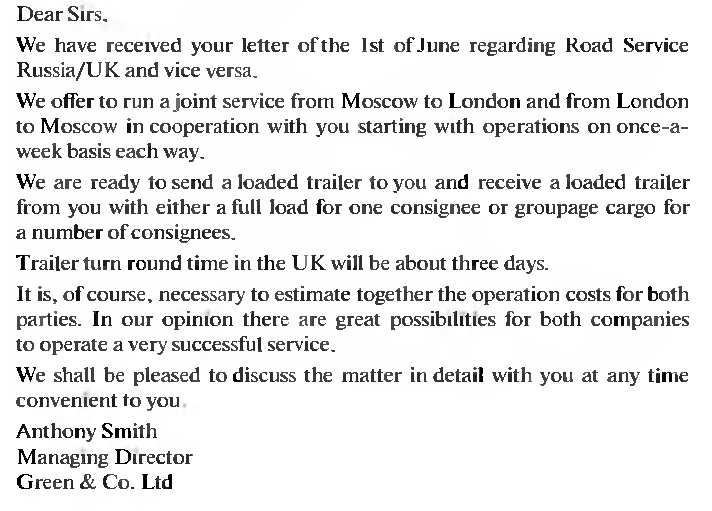 Dear Sirs,
We have received your letter of the 1st of June regarding Road Service
Russia/UK and vice versa.
We offer to run a joint service from Moscow to London and from London
to Moscow in cooperation with you starting with operations on once-a-
week basis each way.
We are ready to send a loaded trailer to you and receive a loaded trailer
from you with either a full load for one consignee or groupage cargo for
a number of consignees.
Trailer turn round time in the UK will be about three days.
It is, of course, necessary to estimate together the operation costs for both
parties. In our opinion there are great possibilities for both companies
to operate a very successful service.
We shall be pleased to discuss the matter in detail with you at any time
convenient to you.
Anthony Smith
Managing Director
Green & Co. Ltd